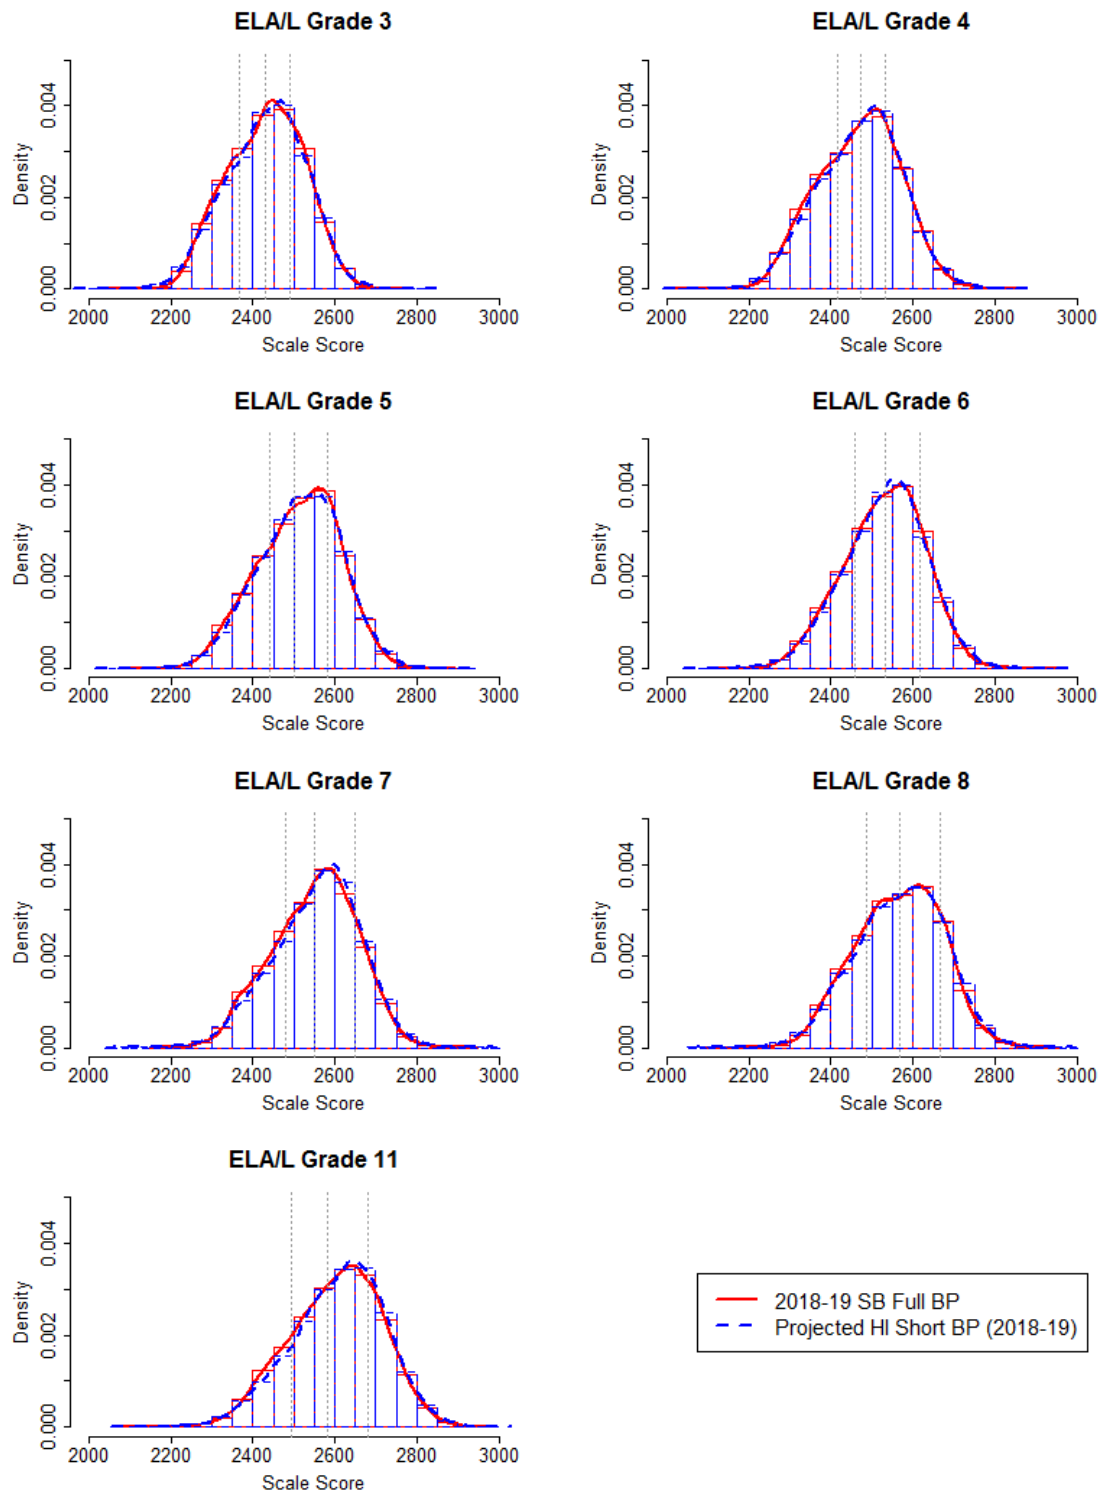 ELA/L Grade 3
ELA/L Grade 4
Density
0.000
0.002
0.004
2000 2200 2400 2600 2800 3000
Scale Score
Density
0.000
0.002
0.004
2000 2200 2400 2600 2800 3000
Scale Score
ELA/L Grade 5
ELA/L Grade 6
Density
0.000
0.002
0.004
2000 2200 2400 2600 2800 3000
Scale Score
Density
0.000
0.002
0.004
2000 2200 2400 2600 2800 3000
Scale Score
ELA/L Grade 7
ELA/L Grade 8
Density
0.000
0.002
0.004
2000 2200 2400 2600 2800 3000
Scale Score
Density
0.000
0.002
0.004
2000 2200 2400 2600 2800 3000
Scale Score
ELA/L Grade 11
Density
0.000
0.002
0.004
2000 2200 2400 2600 2800 3000
Scale Score
2018-19 SB Full BP
Projected HI Short BP (2018-19)